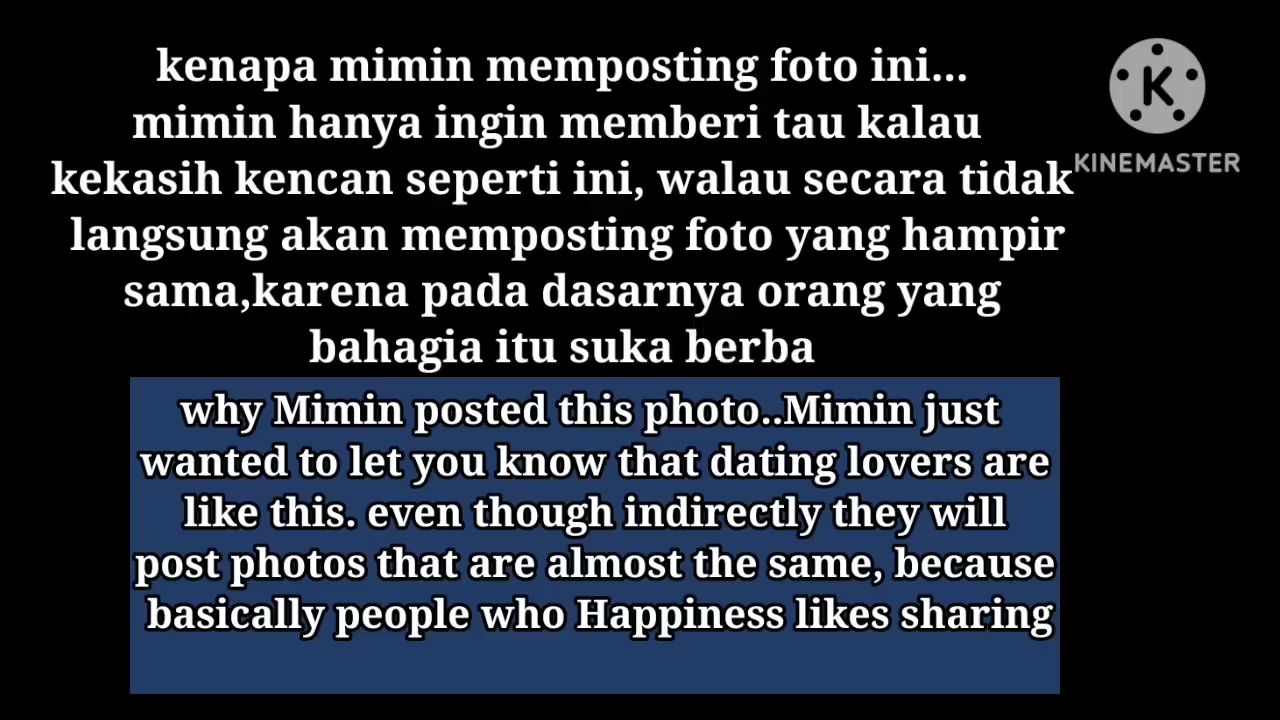 kenapa mimin memposting foto ini...
mimin hanya ingin memberi tau kalau
kekasih kencan seperti ini, walau secara tidak
langsung akan memposting foto yang hampir
sama,karena pada dasarnya orang yang
bahagia itu suka berba
K
KINEMASTER
why Mimin posted this photo..Mimin just
wanted to let you know that dating lovers are
like this. even though indirectly they will
post photos that are almost the same, because
basically people who Happiness likes sharing